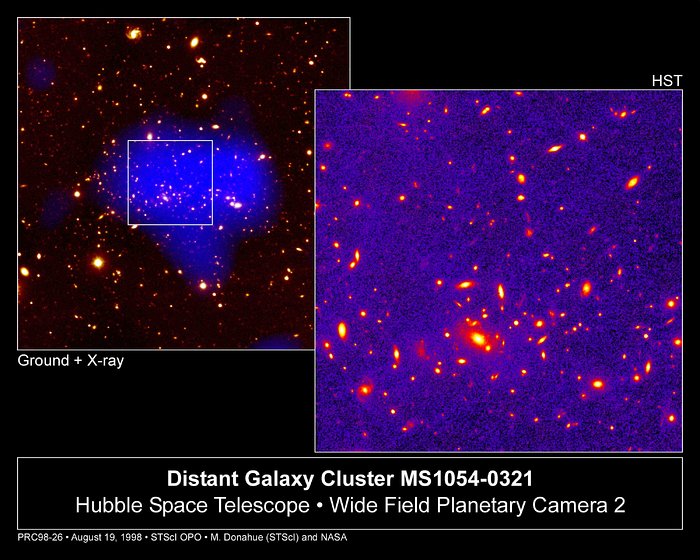 HST
Ground + X-ray
Distant Galaxy Cluster MS1054-0321
Hubble Space Telescope • Wide Field Planetary Camera 2
PRC98-26 • August 19, 1998 • STScI OPO • M. Donahue (STScI) and NASA